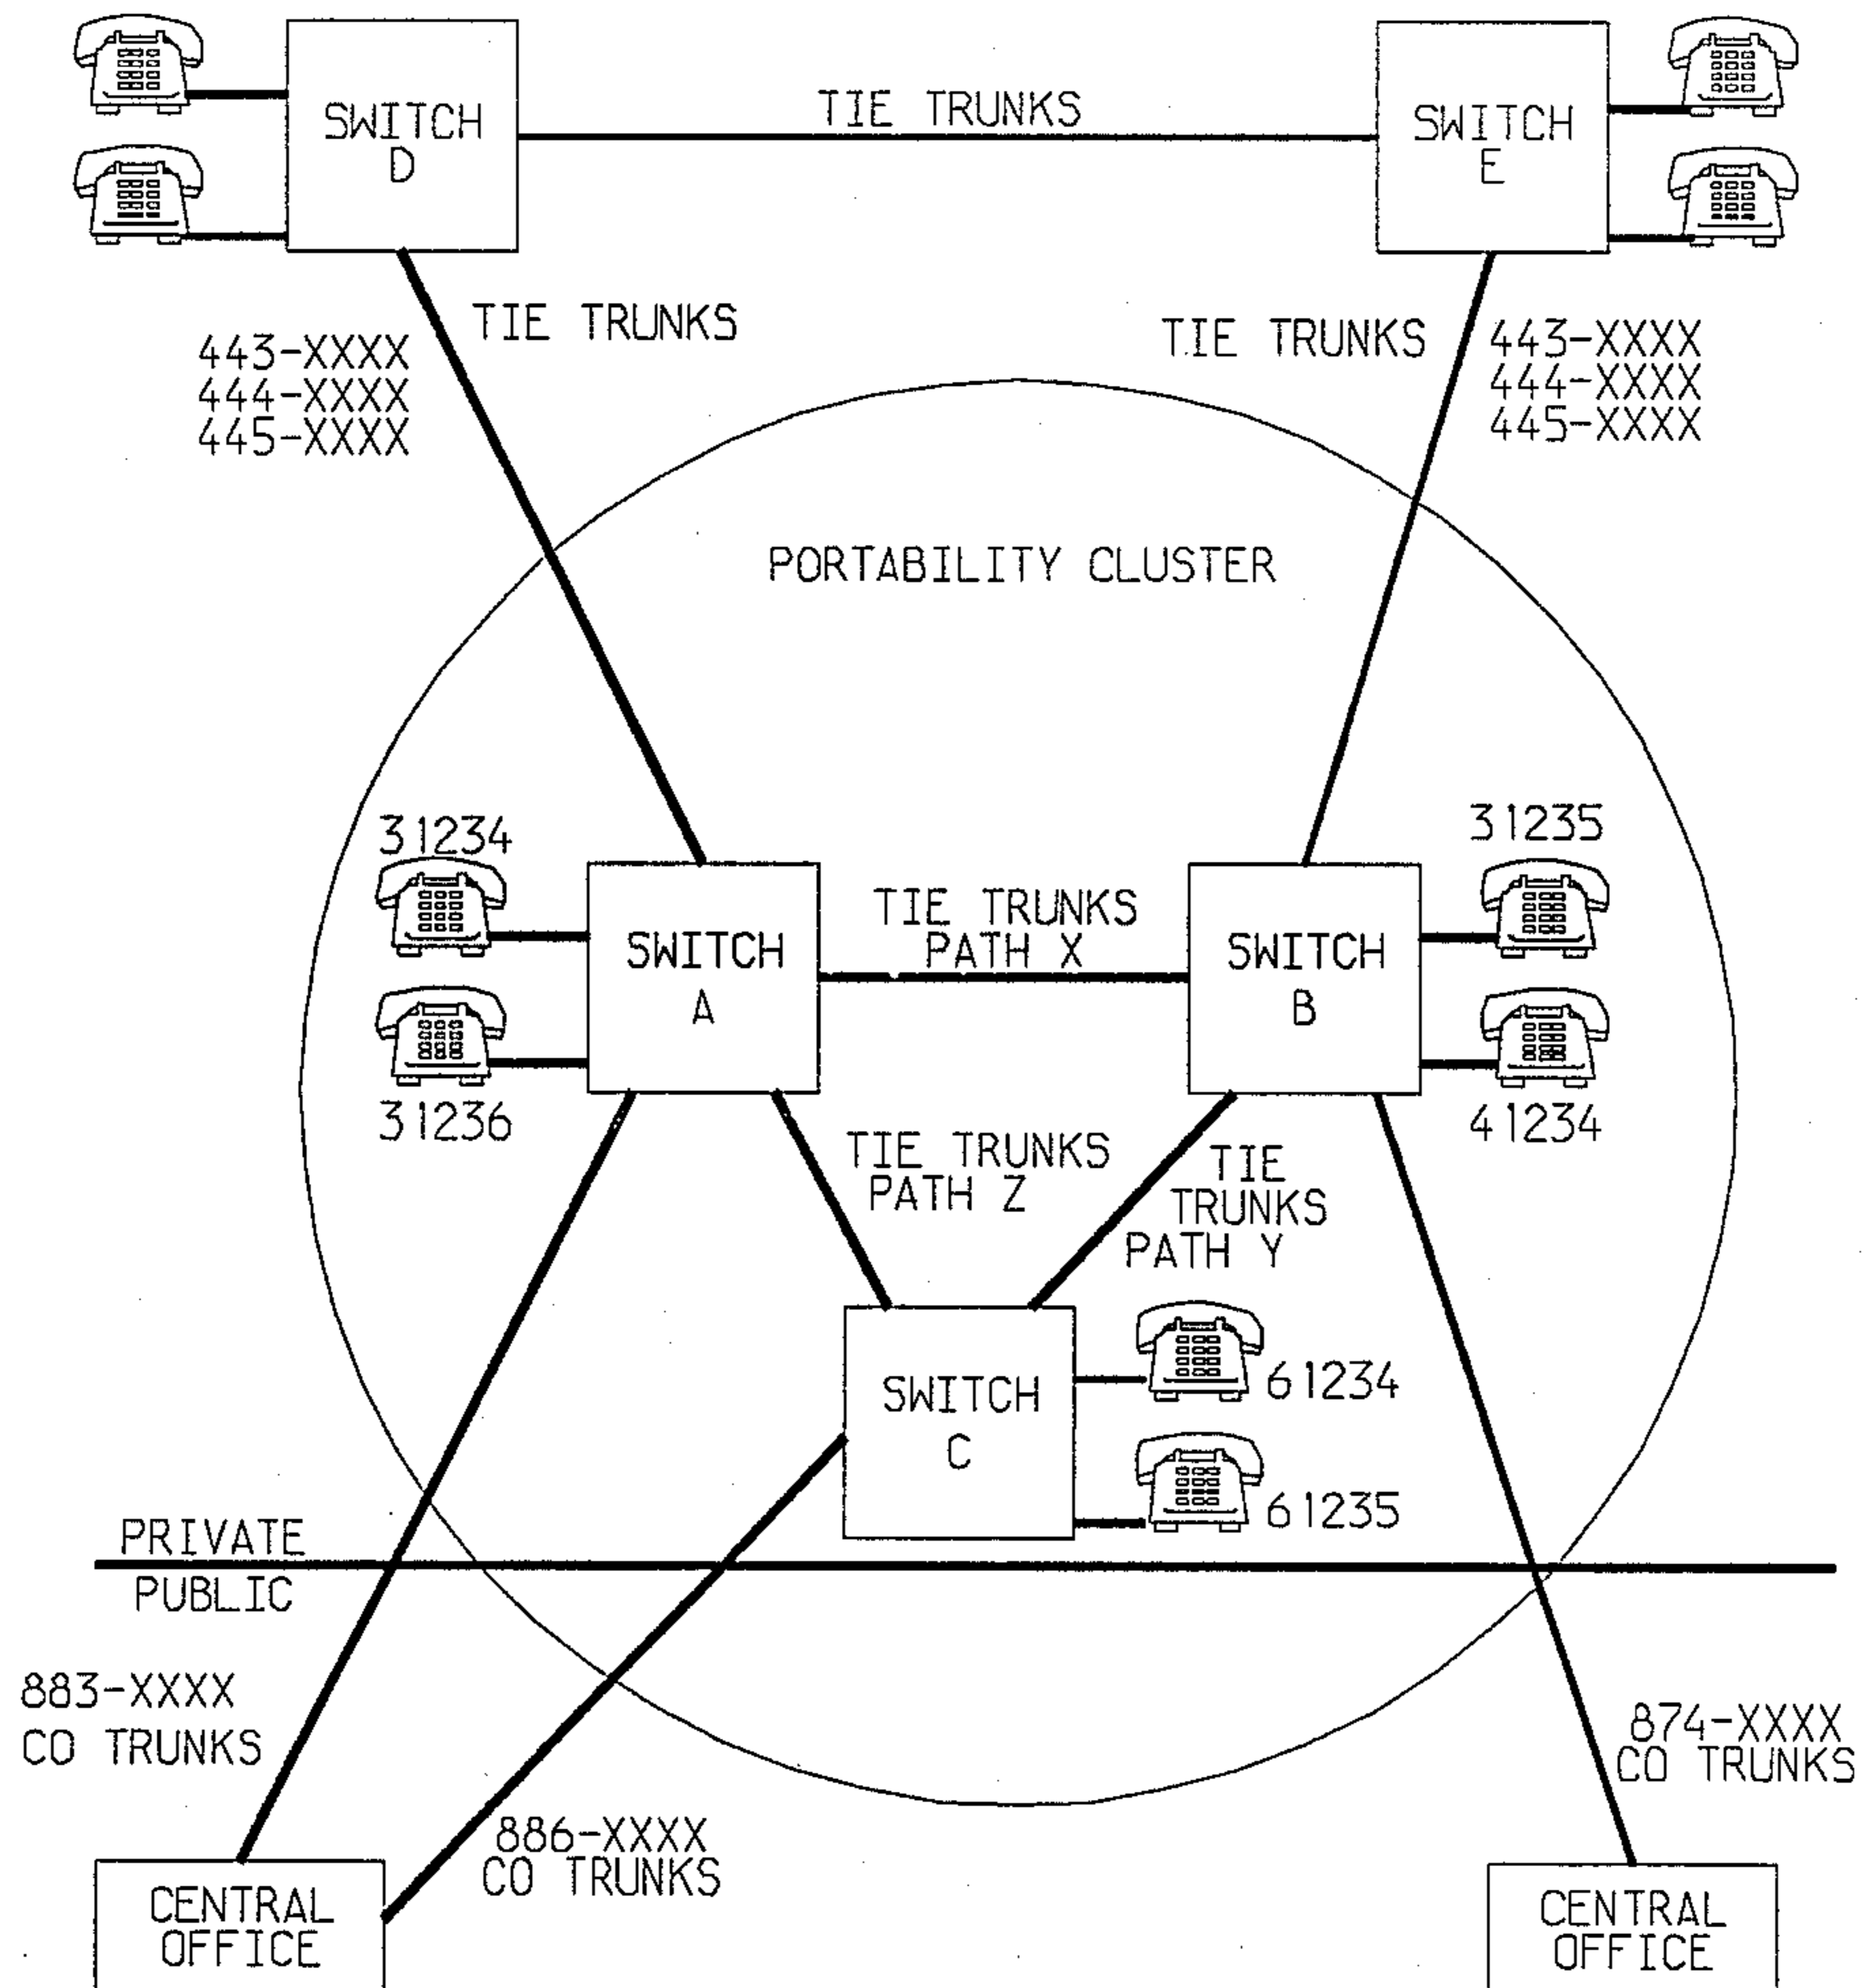 SWITCH
D
TIE TRUNKS
SWITCH
E
TIE TRUNKS
443-XXXX
444-XXXX
445-XXXX
TIE TRUNKS
443-XXXX
444-XXXX
445-XXXX
PORTABILITY CLUSTER
31234
31235
TIE TRUNKS
PATH X
SWITCH
A
SWITCH
B
31236
41234
TIE TRUNKS
PATH Z
TIE
TRUNKS
PATH Y
SWITCH
C
61234
61235
PRIVATE
PUBLIC
883-XXXX
CO TRUNKS
886-XXXX
CO TRUNKS
874-XXXX
CO TRUNKS
CENTRAL
OFFICE
CENTRAL
OFFICE